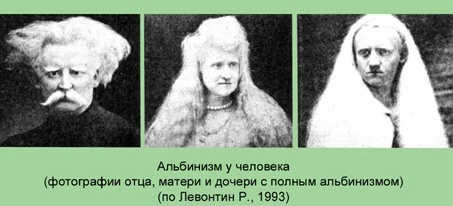 Альбинизм у человека
(фотографии отца, матери и дочери с полным альбинизмом)
(по Левонтин Р., 1993)